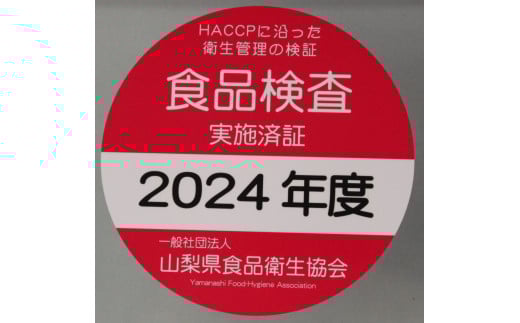 HACCPに沿った
衛生管理の検証
食品検査
実施済証
2024年度
一般社団法人
山梨県食品衛生協会
Yamanashi Food-Hygiene Association